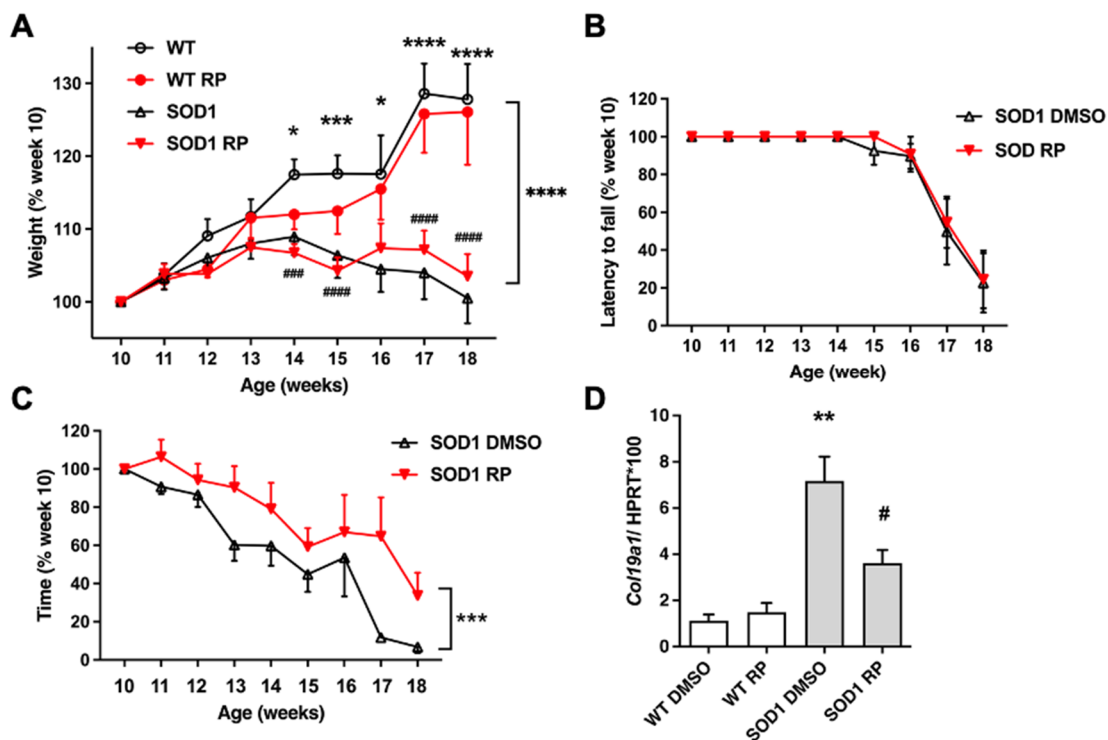 A
WT
WT RP
SOD1
SOD1 RP
Weight (% week 10)
130
120
110
100
* *** * **** ****
****
### #### #### ####
10 11 12 13 14 15 16 17 18
Age (weeks)
B
SOD1 DMSO
SOD RP
Latency to fall (% week 10)
120
100
80
60
40
20
0
10 11 12 13 14 15 16 17 18
Age (week)
C
SOD1 DMSO
SOD1 RP
Time (% week 10)
120
100
80
60
40
20
0
***
10 11 12 13 14 15 16 17 18
Age (weeks)
D
Col19a1/ HPRT*100
10
8
6
4
2
0
**
#
WT DMSO
WT RP
SOD1 DMSO
SOD1 RP